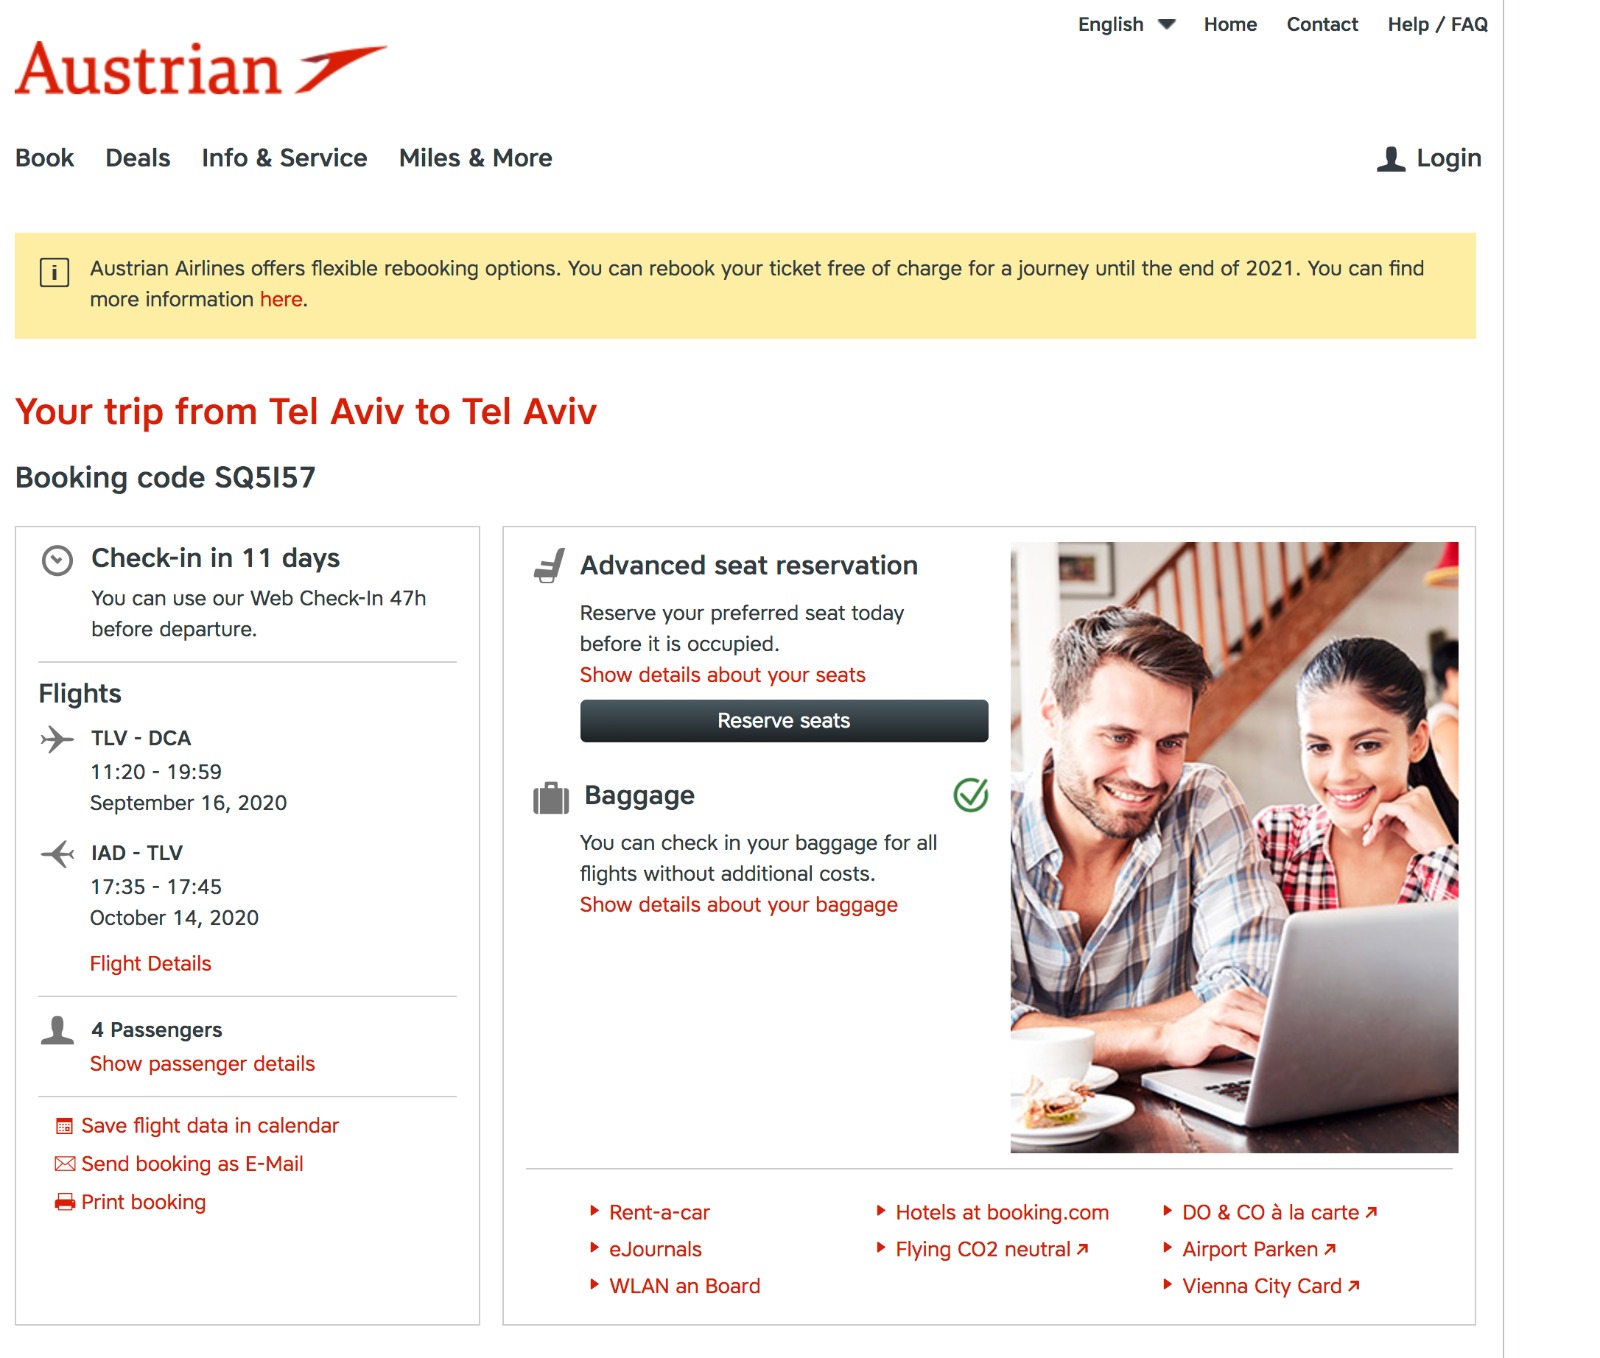 English Home Contact Help / FAQ
Austrian
Book Deals Info & Service Miles & More Login
Austrian Airlines offers flexible rebooking options. You can rebook your ticket free of charge for a journey until the end of 2021. You can find
more information here.
Your trip from Tel Aviv to Tel Aviv
Booking code SQ5I57
Check-in in 11 days
You can use our Web Check-In 47h
before departure.
Flights
TLV - DCA
11:20 - 19:59
September 16, 2020
IAD - TLV
17:35 - 17:45
October 14, 2020
Flight Details
4 Passengers
Show passenger details
Save flight data in calendar
Send booking as E-Mail
Print booking
Advanced seat reservation
Reserve your preferred seat today
before it is occupied.
Show details about your seats
Reserve seats
Baggage
You can check in your baggage for all
flights without additional costs.
Show details about your baggage
Rent-a-car
eJournals
WLAN an Board
Hotels at booking.com
Flying CO2 neutral
DO & CO à la carte
Airport Parken
Vienna City Card